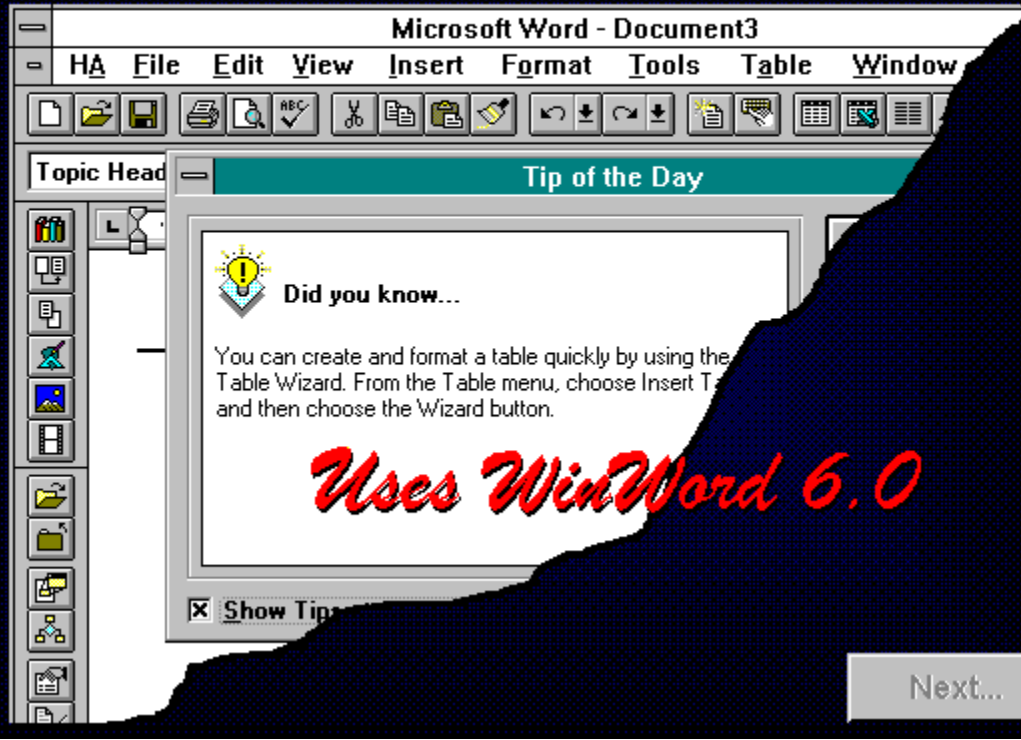 Microsoft Word - Document3
HA File Edit View Insert Format Tools Table Window
ABC
Topic Head
Tip of the Day
L
Did you know...
You can create and format a table quickly by using the
Table Wizard. From the Table menu, choose Insert
and then choose the Wizard button.
Uses WinWord 6.0
Show
Next...